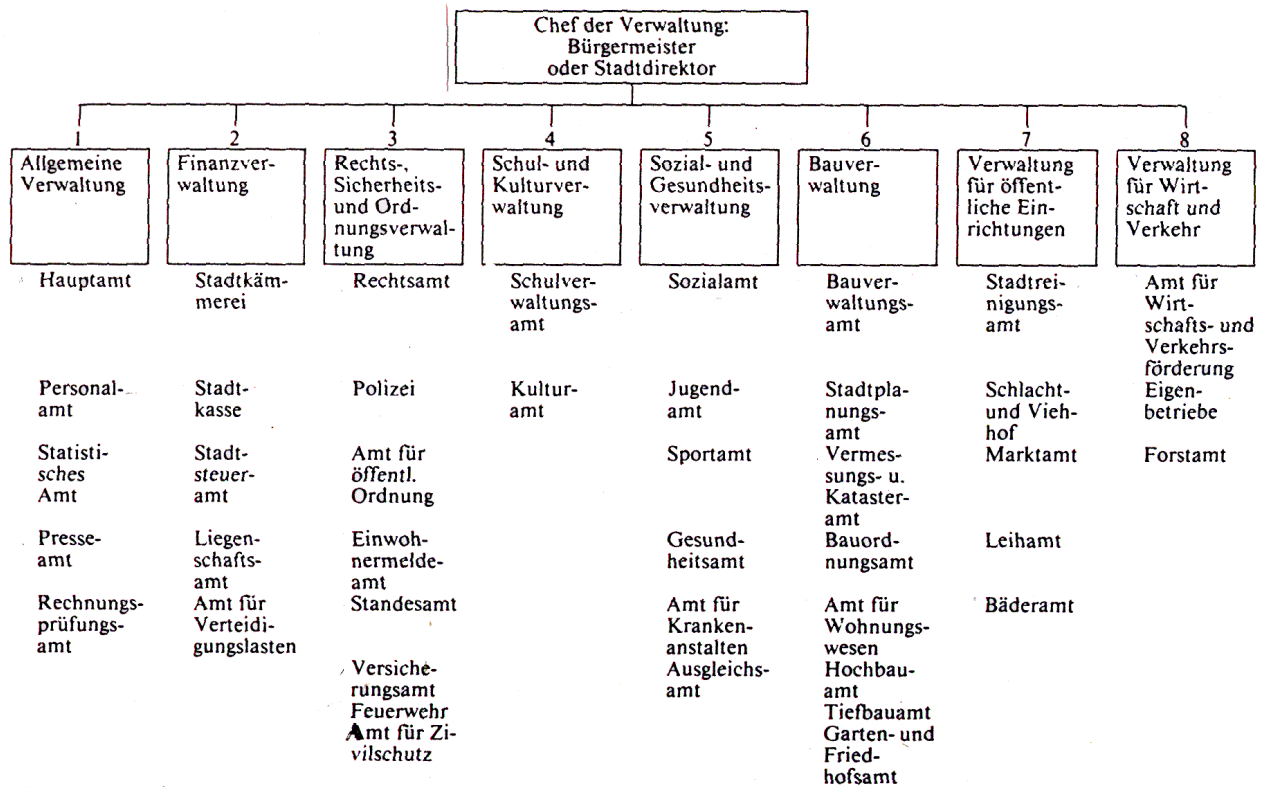 Chef der Verwaltung:
Bürgermeister
oder Stadtdirektor
1
Allgemeine
Verwaltung
Hauptamt
Personal-
amt
Statisti-
sches
Amt
Presse-
amt
Rechnungs-
prüfungs-
amt
2
Finanzver-
waltung
Stadtkäm-
merei
Stadt-
kasse
Stadt-
steuer-
amt
Liegen-
schafts-
amt
Amt für
Verteidi-
gungslasten
3
Rechts-,
Sicherheits-
und Ord-
nungsverwal-
tung
Rechtsamt
Polizei
Amt für
öffentl.
Ordnung
Einwoh-
nermelde-
amt
Standesamt
Versiche-
rungsamt
Feuerwehr
Amt für Zi-
vilschutz
4
Schul- und
Kulturver-
waltung
Schulver-
waltungs-
amt
Kultur-
amt
5
Sozial- und
Gesundheits-
verwaltung
Sozialamt
Jugend-
amt
Sportamt
Gesund-
heitsamt
Amt für
Kranken-
anstalten
Ausgleichs-
amt
6
Bauver-
waltung
Bauver-
waltungs-
amt
Stadtpla-
nungs-
amt
Vermes-
sungs- u.
Kataster-
amt
Bauord-
nungsamt
Amt für
Wohnungs-
wesen
Hochbau-
amt
Tiefbauamt
Garten- und
Fried-
hofsamt
7
Verwaltung
für öffent-
liche Ein-
richtungen
Stadtrei-
nigungs-
amt
Schlacht-
und Vieh-
hof
Marktamt
Leihamt
Bäderamt
8
Verwaltung
für Wirt-
schaft und
Verkehr
Amt für
Wirt-
schafts- und
Verkehrs-
förderung
Eigen-
betriebe
Forstamt